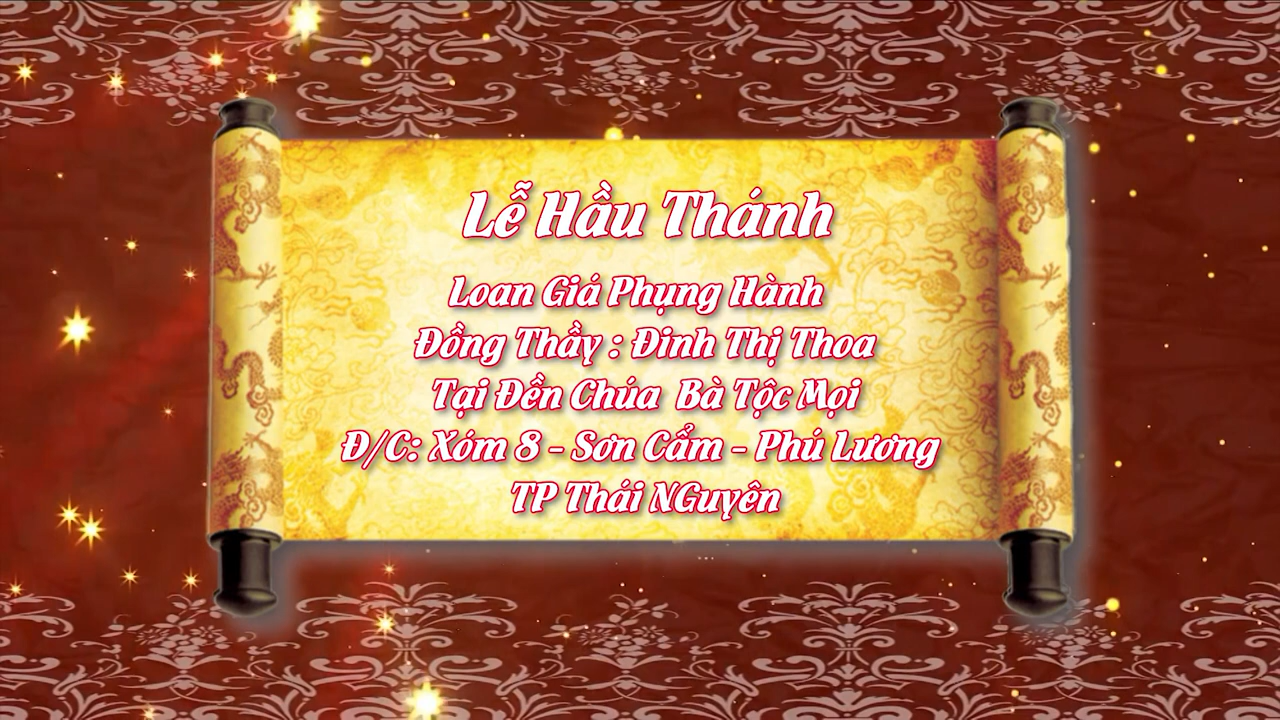 Lễ Hầu Thánh
Loan Giá Phụng Hành
Đồng Thầy : Đinh Thị Thoa
Tại Đền Chúa Bà Tộc Mọi
Đ/C: Xóm 8 - Sơn Cẩm - Phú Lương
TP Thái NGuyên